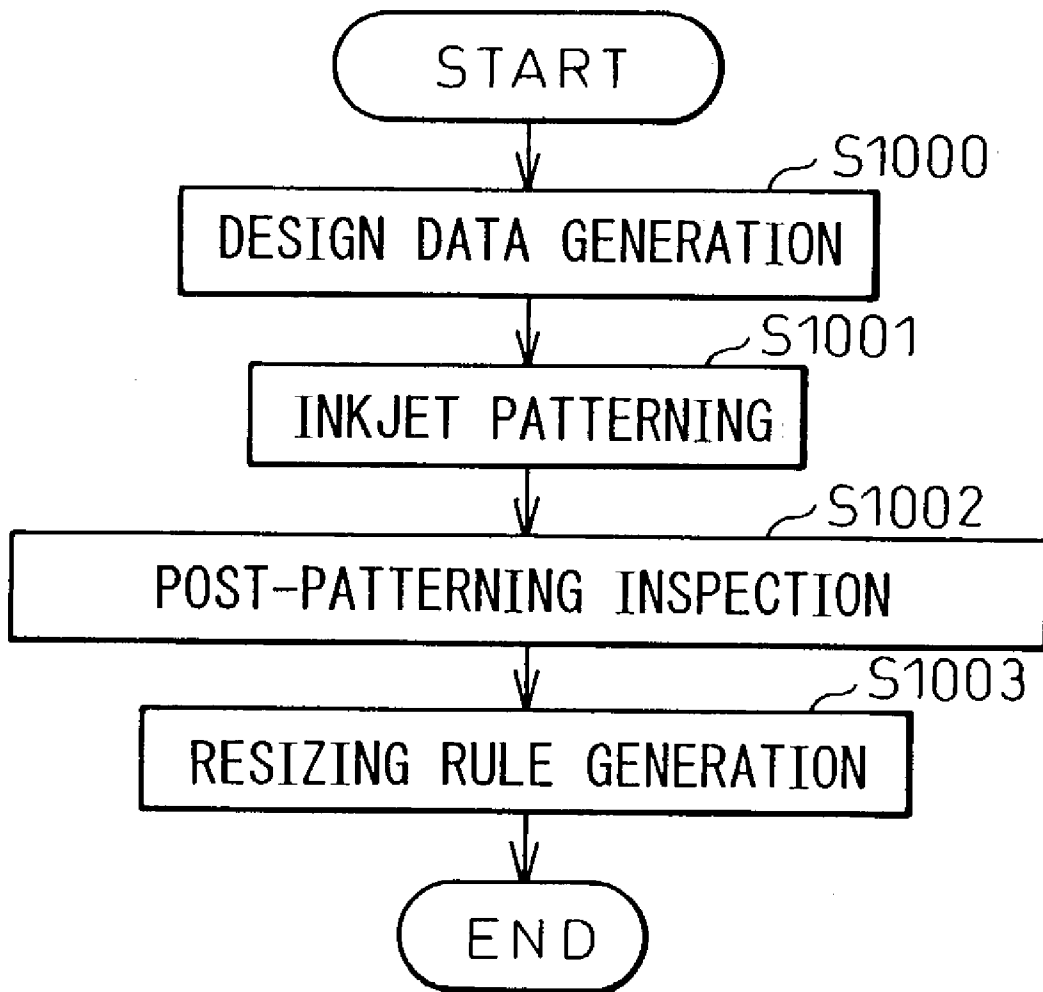 START
S1000
DESIGN DATA GENERATION
S1001
INKJET PATTERNING
S1002
POST-PATTERNING INSPECTION
S1003
RESIZING RULE GENERATION
END